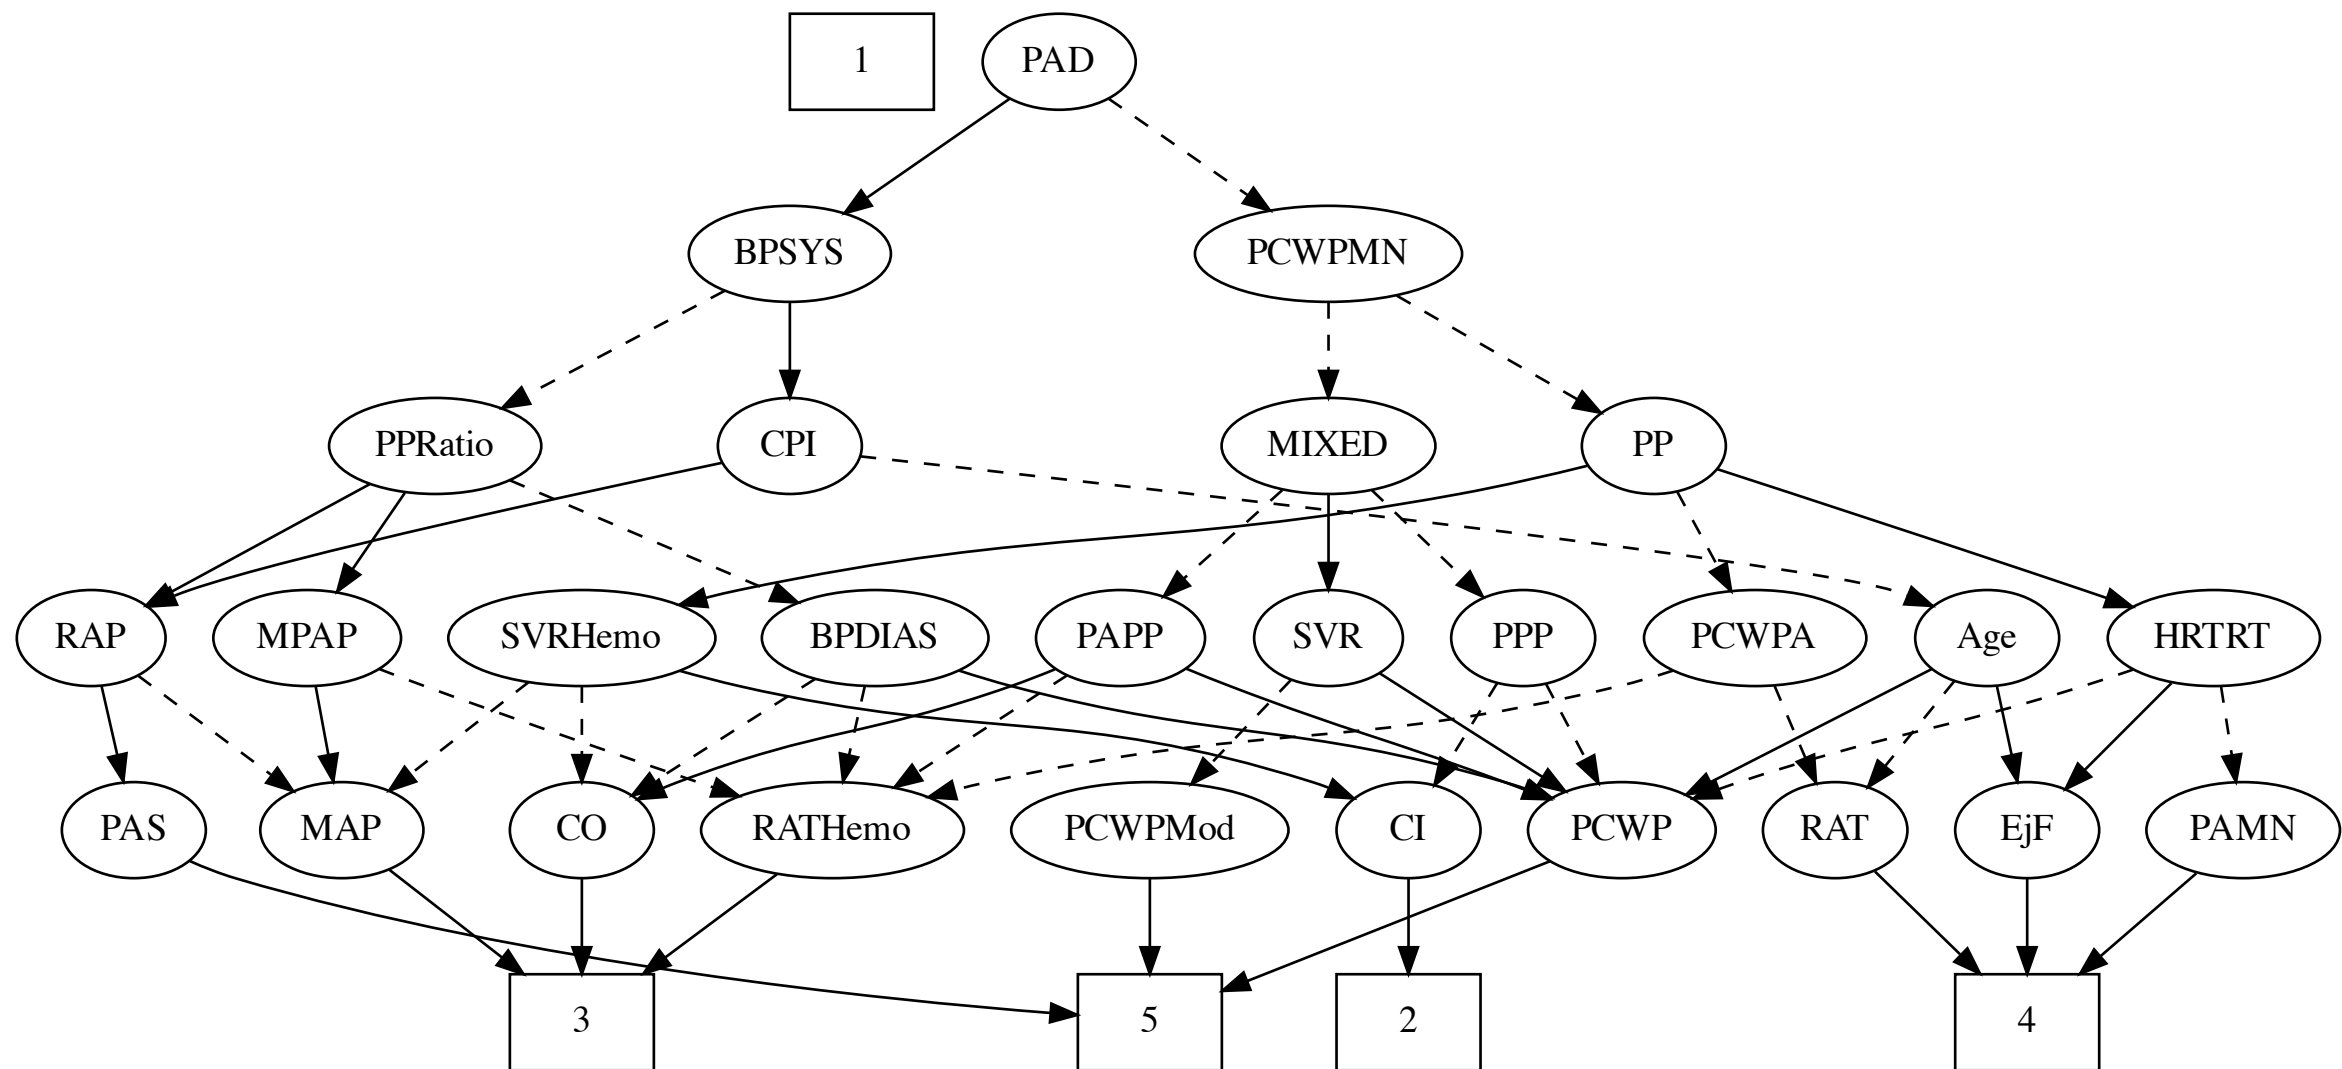 1
PAD
BPSYS
PCWPMN
PPRatio
CPI
MIXED
PP
RAP
MPAP
SVRHemo
BPDIAS
PAPP
SVR
PPP
PCWPA
Age
HRTRT
PAS
MAP
CO
RATHemo
PCWPMod
CI
PCWP
RAT
EjF
PAMN
3
5
2
4